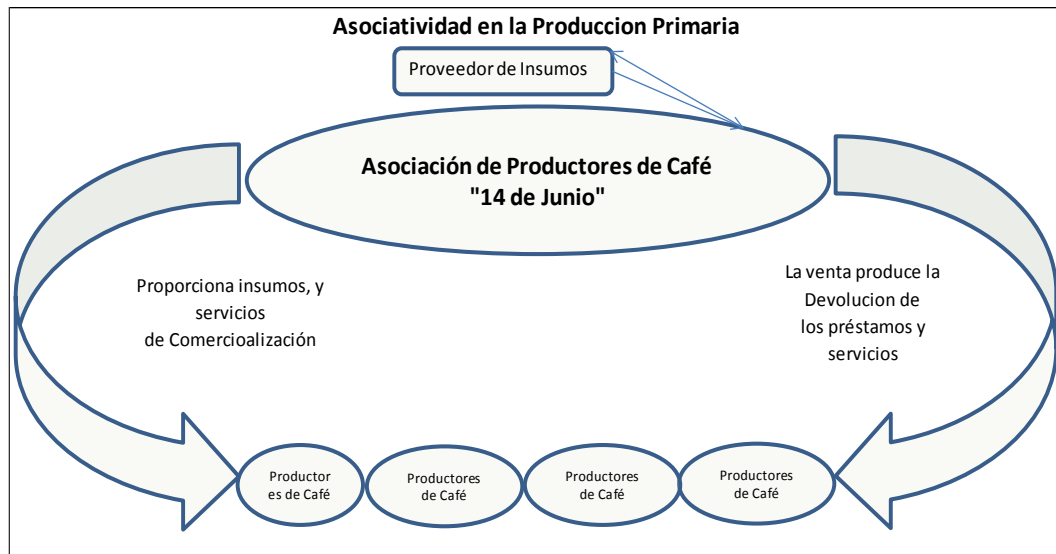 Asociatividad en la Produccion Primaria
Proveedor de Insumos
Asociación de Productores de Café
"14 de Junio"
Proporciona insumos, y
servicios
de Comercioalización
La venta produce la
Devolucion de
los préstamos y
servicios
Productor
es de Café
Productores
de Café
Productores
de Café
Productores
de Café